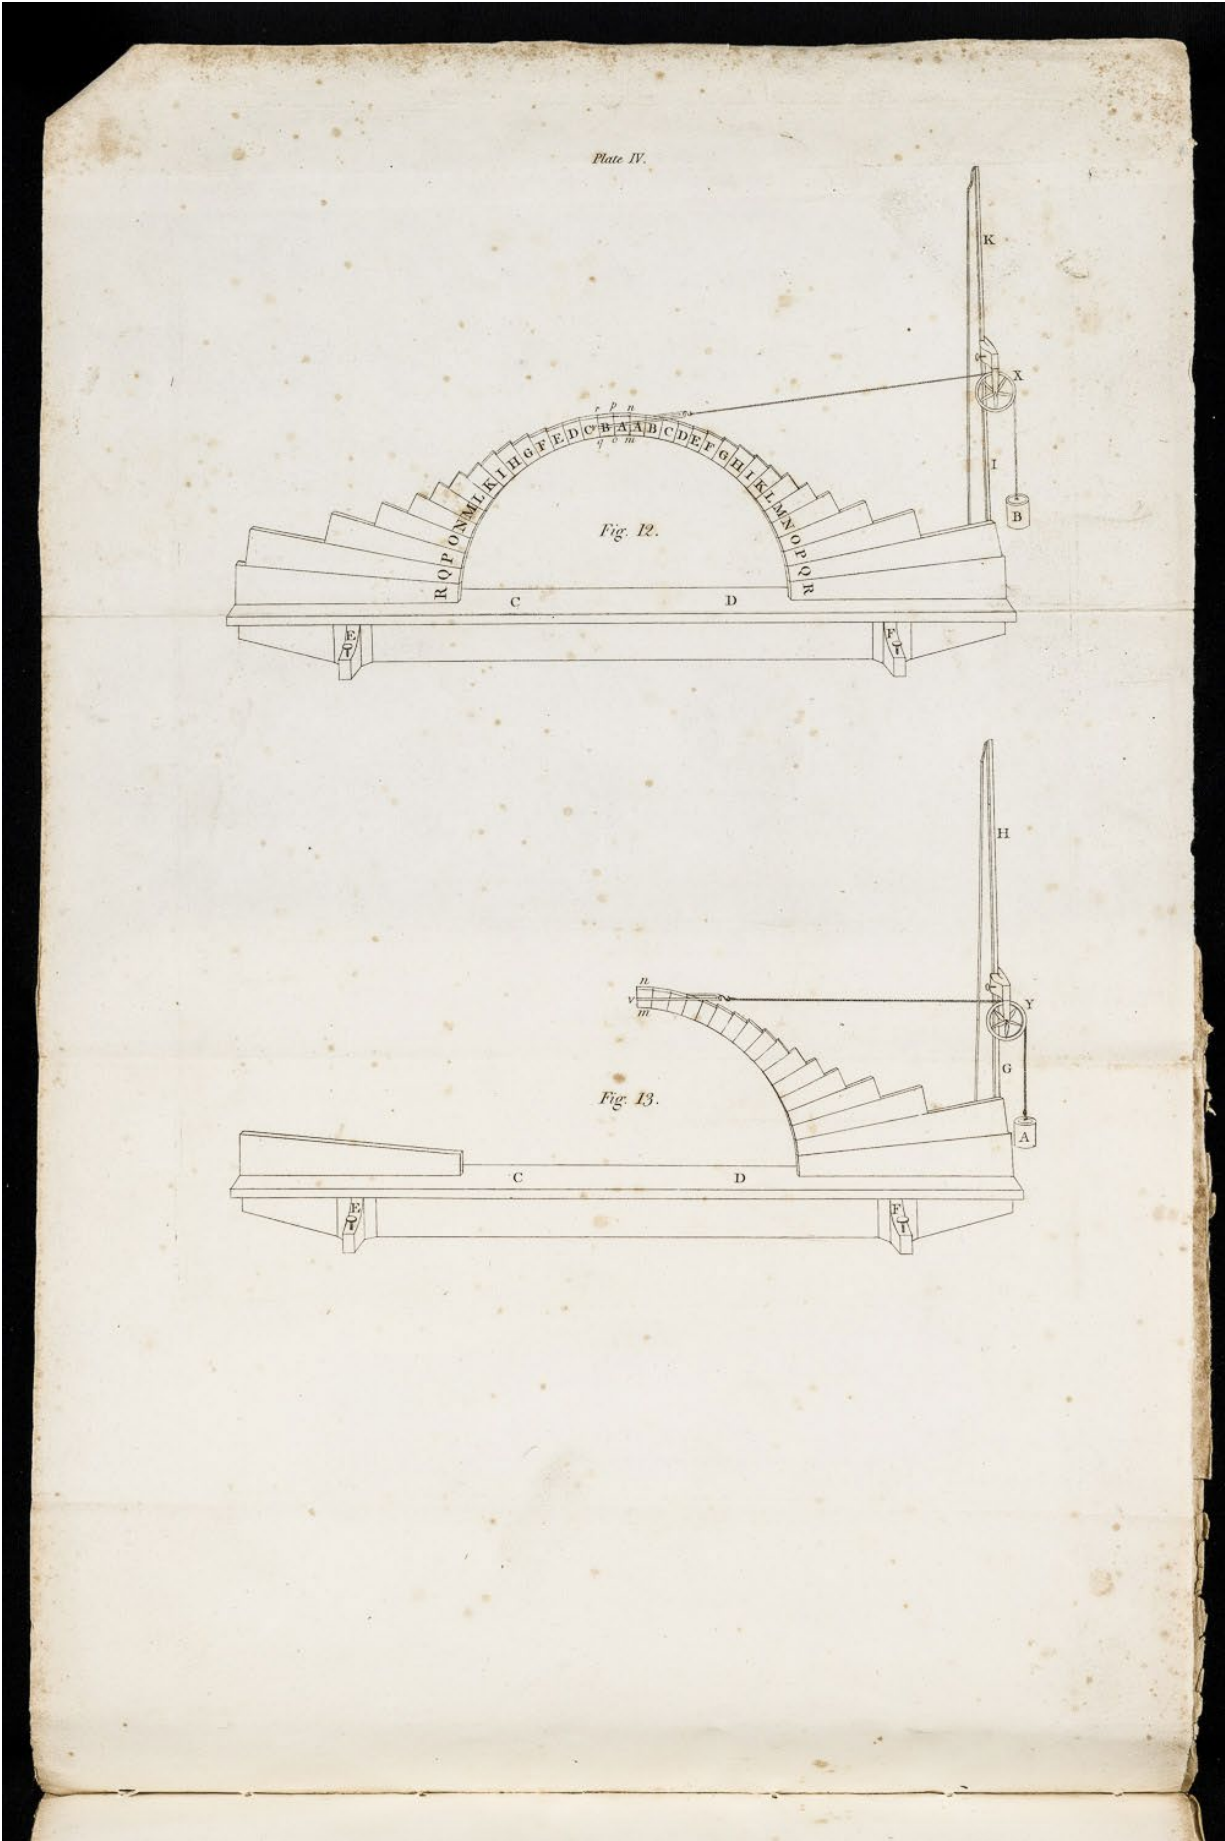 Plate IV.
K
X
r p n
R Q P O N M L K I H G F E D C B A A B C D E F G H I K L M N O P Q R
q o m
I
B
Fig. 12.
C D
E F
H
n
v
m
Y
G
Fig. 13.
A
C D
E F